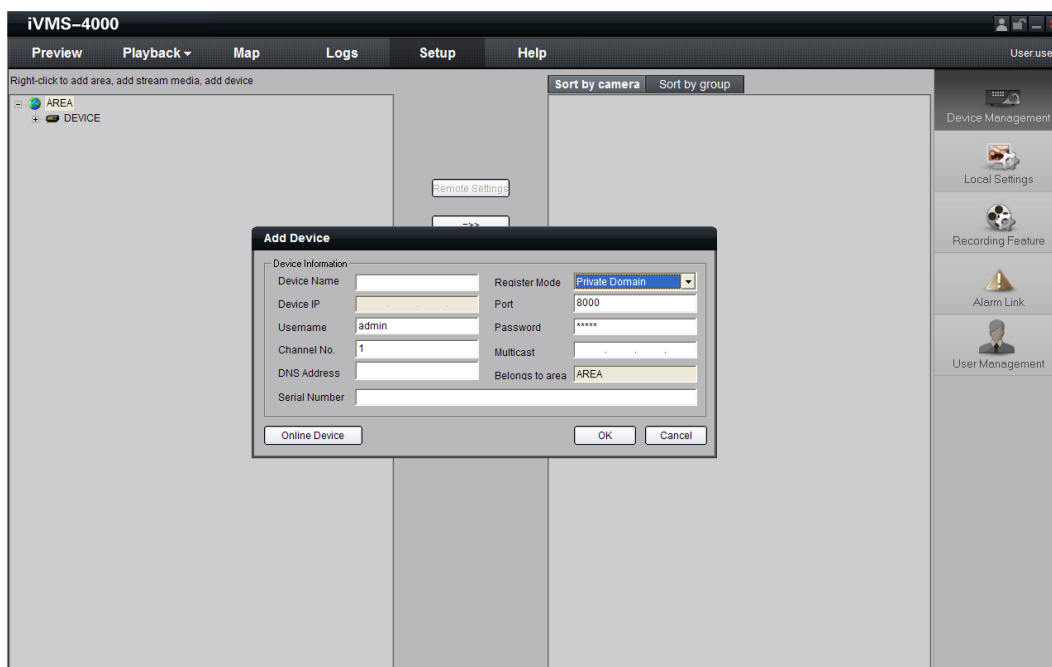 iVMS-4000
Preview Playback Map Logs Setup Help User:use
Right-click to add area, add stream media, add device
AREA
DEVICE
Remote Settings
=>>
Sort by camera Sort by group
Device Management
Local Settings
Recording Feature
Alarm Link
User Management
Add Device
Device Information
Device Name Register Mode Private Domain
Device IP . . . Port 8000
Username admin Password *****
Channel No. 1 Multicast . . .
DNS Address Belongs to area AREA
Serial Number
Online Device OK Cancel